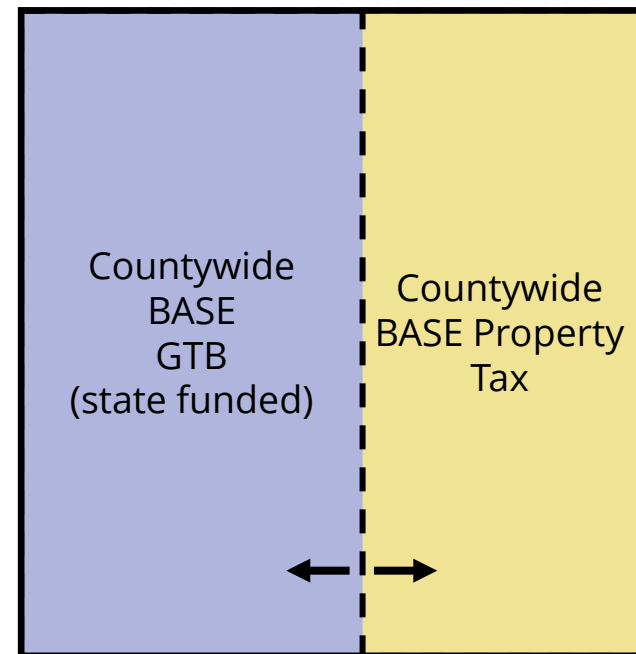 Countywide
BASE
GTB
(state funded)
Countywide
BASE Property
Tax